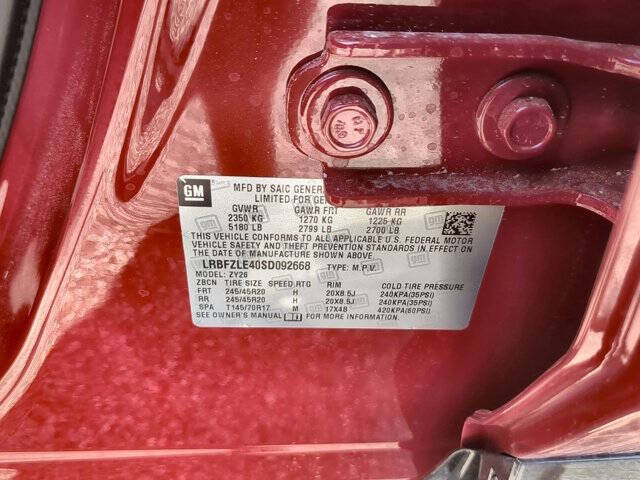 GM
MFD BY SAIC GENER
LIMITED FOR GE
GVWR GAWR FRT GAWR RR
2350 KG 1270 KG 1225 KG
5180 LB 2799 LB 2700 LB
THIS VEHICLE CONFORMS TO ALL APPLICABLE U.S. FEDERAL MOTOR
VEHICLE SAFETY AND THEFT PREVENTION STANDARDS IN EFFECT
ON THE DATE OF
LRBFZLE40SD092668 TYPE: M.P.V.
MODEL: ZY26
ZBCN TIRE SIZE SPEED RTG RIM COLD TIRE PRESSURE
FRT 245/45R20 H 20X8.5J 240KPA(35PSI)
RR 245/45R20 H 20X8.5J 240KPA(35PSI)
SPA T145/70R17 M 17X4B 420KPA(60PSI)
SEE OWNER'S MANUAL FOR MORE INFORMATION.